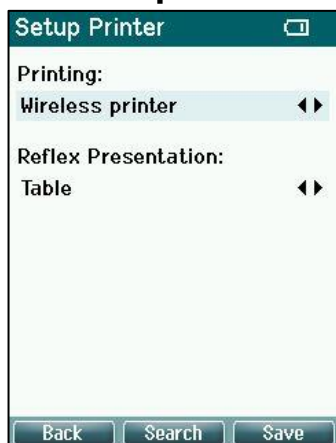 Setup Printer
Printing:
Wireless printer
Reflex Presentation:
Table
Back Search Save